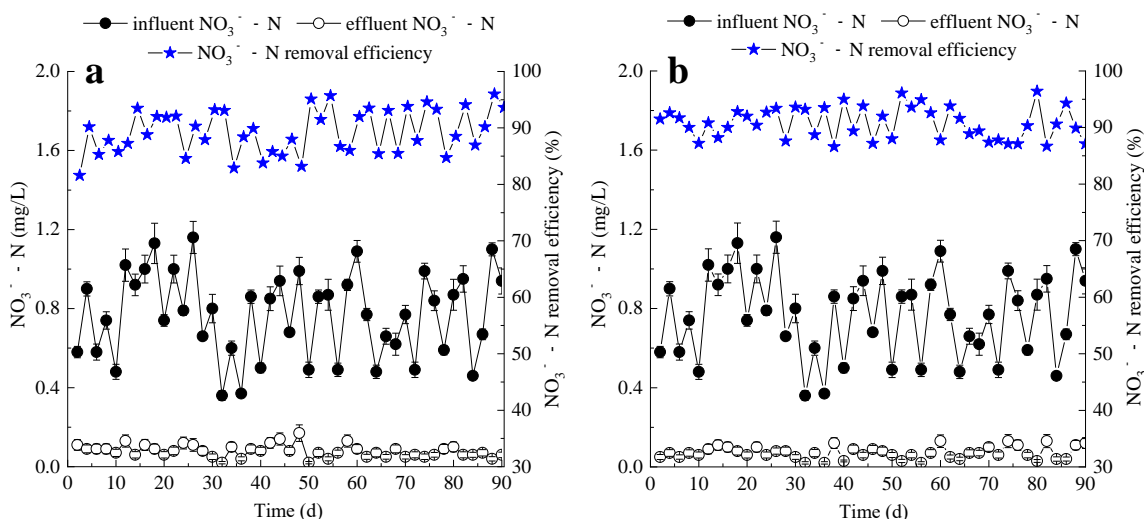 influent NO₃⁻ - N effluent NO₃⁻ - N
NO₃⁻ - N removal efficiency
a
2.0
1.6
1.2
0.8
0.4
0.0
NO₃⁻ - N (mg/L)
100
90
80
70
60
50
40
30
NO₃⁻ - N removal efficiency (%)
0 10 20 30 40 50 60 70 80 90
Time (d)
influent NO₃⁻ - N effluent NO₃⁻ - N
NO₃⁻ - N removal efficiency
b
2.0
1.6
1.2
0.8
0.4
0.0
NO₃⁻ - N (mg/L)
100
90
80
70
60
50
40
30
NO₃⁻ - N removal efficiency (%)
0 10 20 30 40 50 60 70 80 90
Time (d)